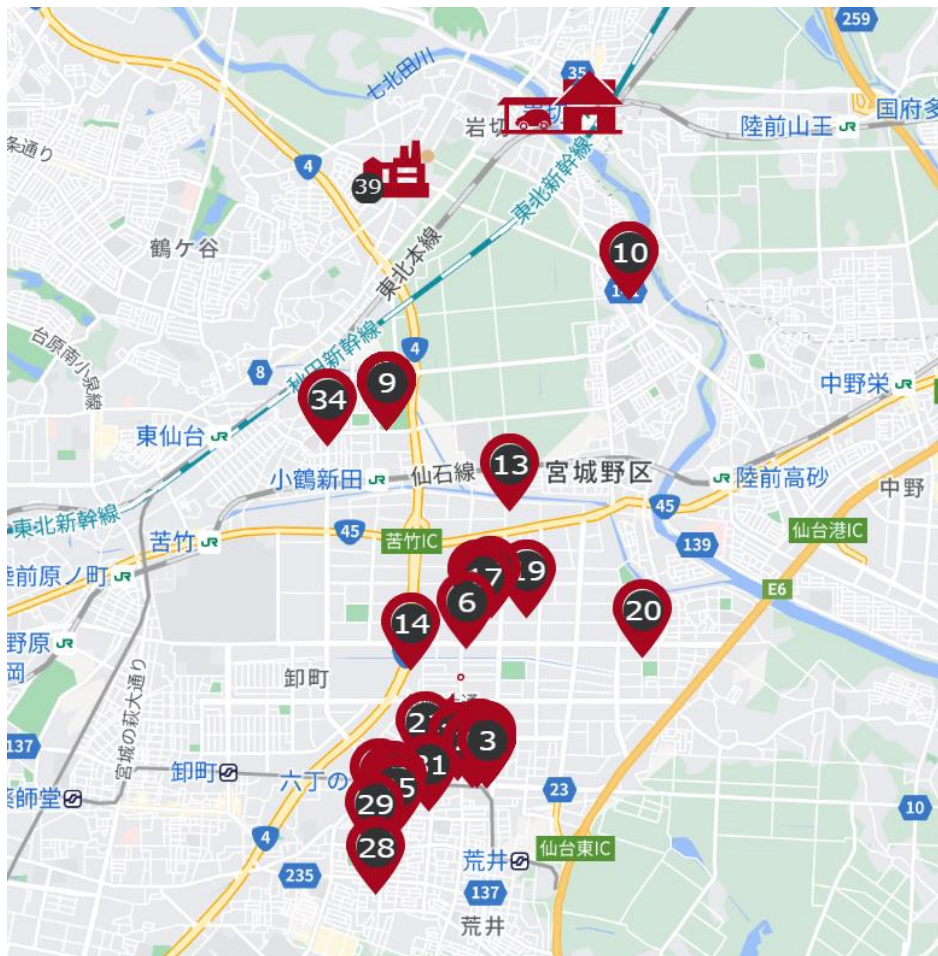 259
七北田川
35
国府多
岩切
陸前山王
条通り
4
39
東北新幹線
鶴ケ谷
東北本線
10
台原南小泉線
秋田新幹線
4
8
34
9
中野栄
東仙台
小鶴新田
仙石線
13
宮城野区
陸前高砂
中野
45
東北新幹線
45
苦竹
苦竹IC
139
仙台港IC
陸前原ノ町
17
19
E6
6
20
14
野原
岡
卸町
宮城の萩大通り
137
3
31
卸町
六丁の
薬師堂
29
23
10
4
28
235
荒井
仙台東IC
137
荒井